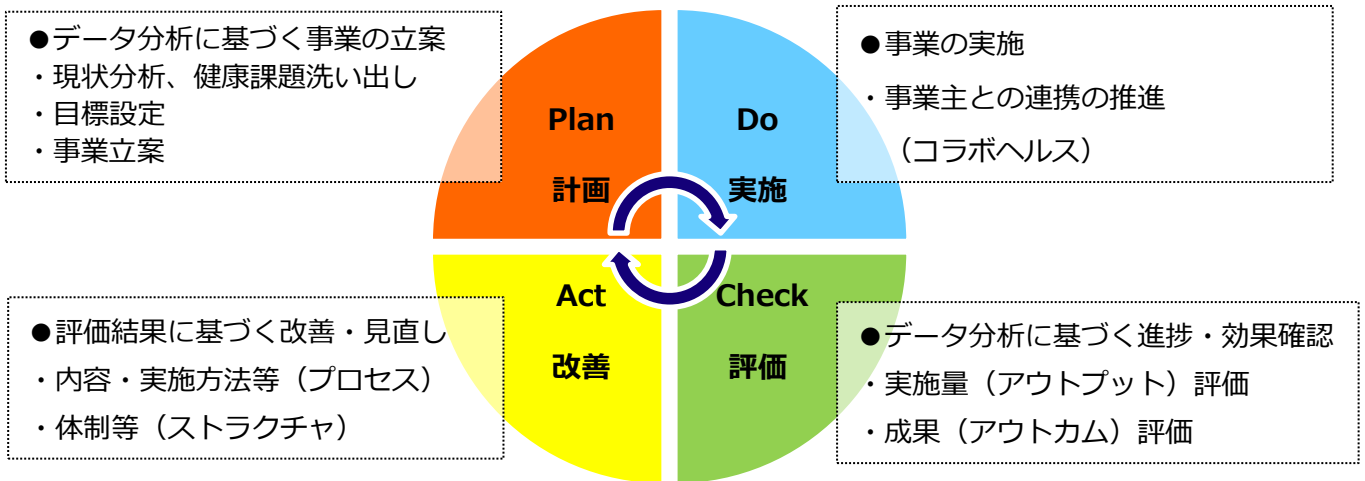 ●データ分析に基づく事業の立案
・現状分析、健康課題洗い出し
・目標設定
・事業立案
Plan
計画
Do
実施
●事業の実施
・事業主との連携の推進
（コラボヘルス）
●評価結果に基づく改善・見直し
・内容・実施方法等（プロセス）
・体制等（ストラクチャ）
Act
改善
Check
評価
●データ分析に基づく進捗・効果確認
・実施量（アウトプット）評価
・成果（アウトカム）評価